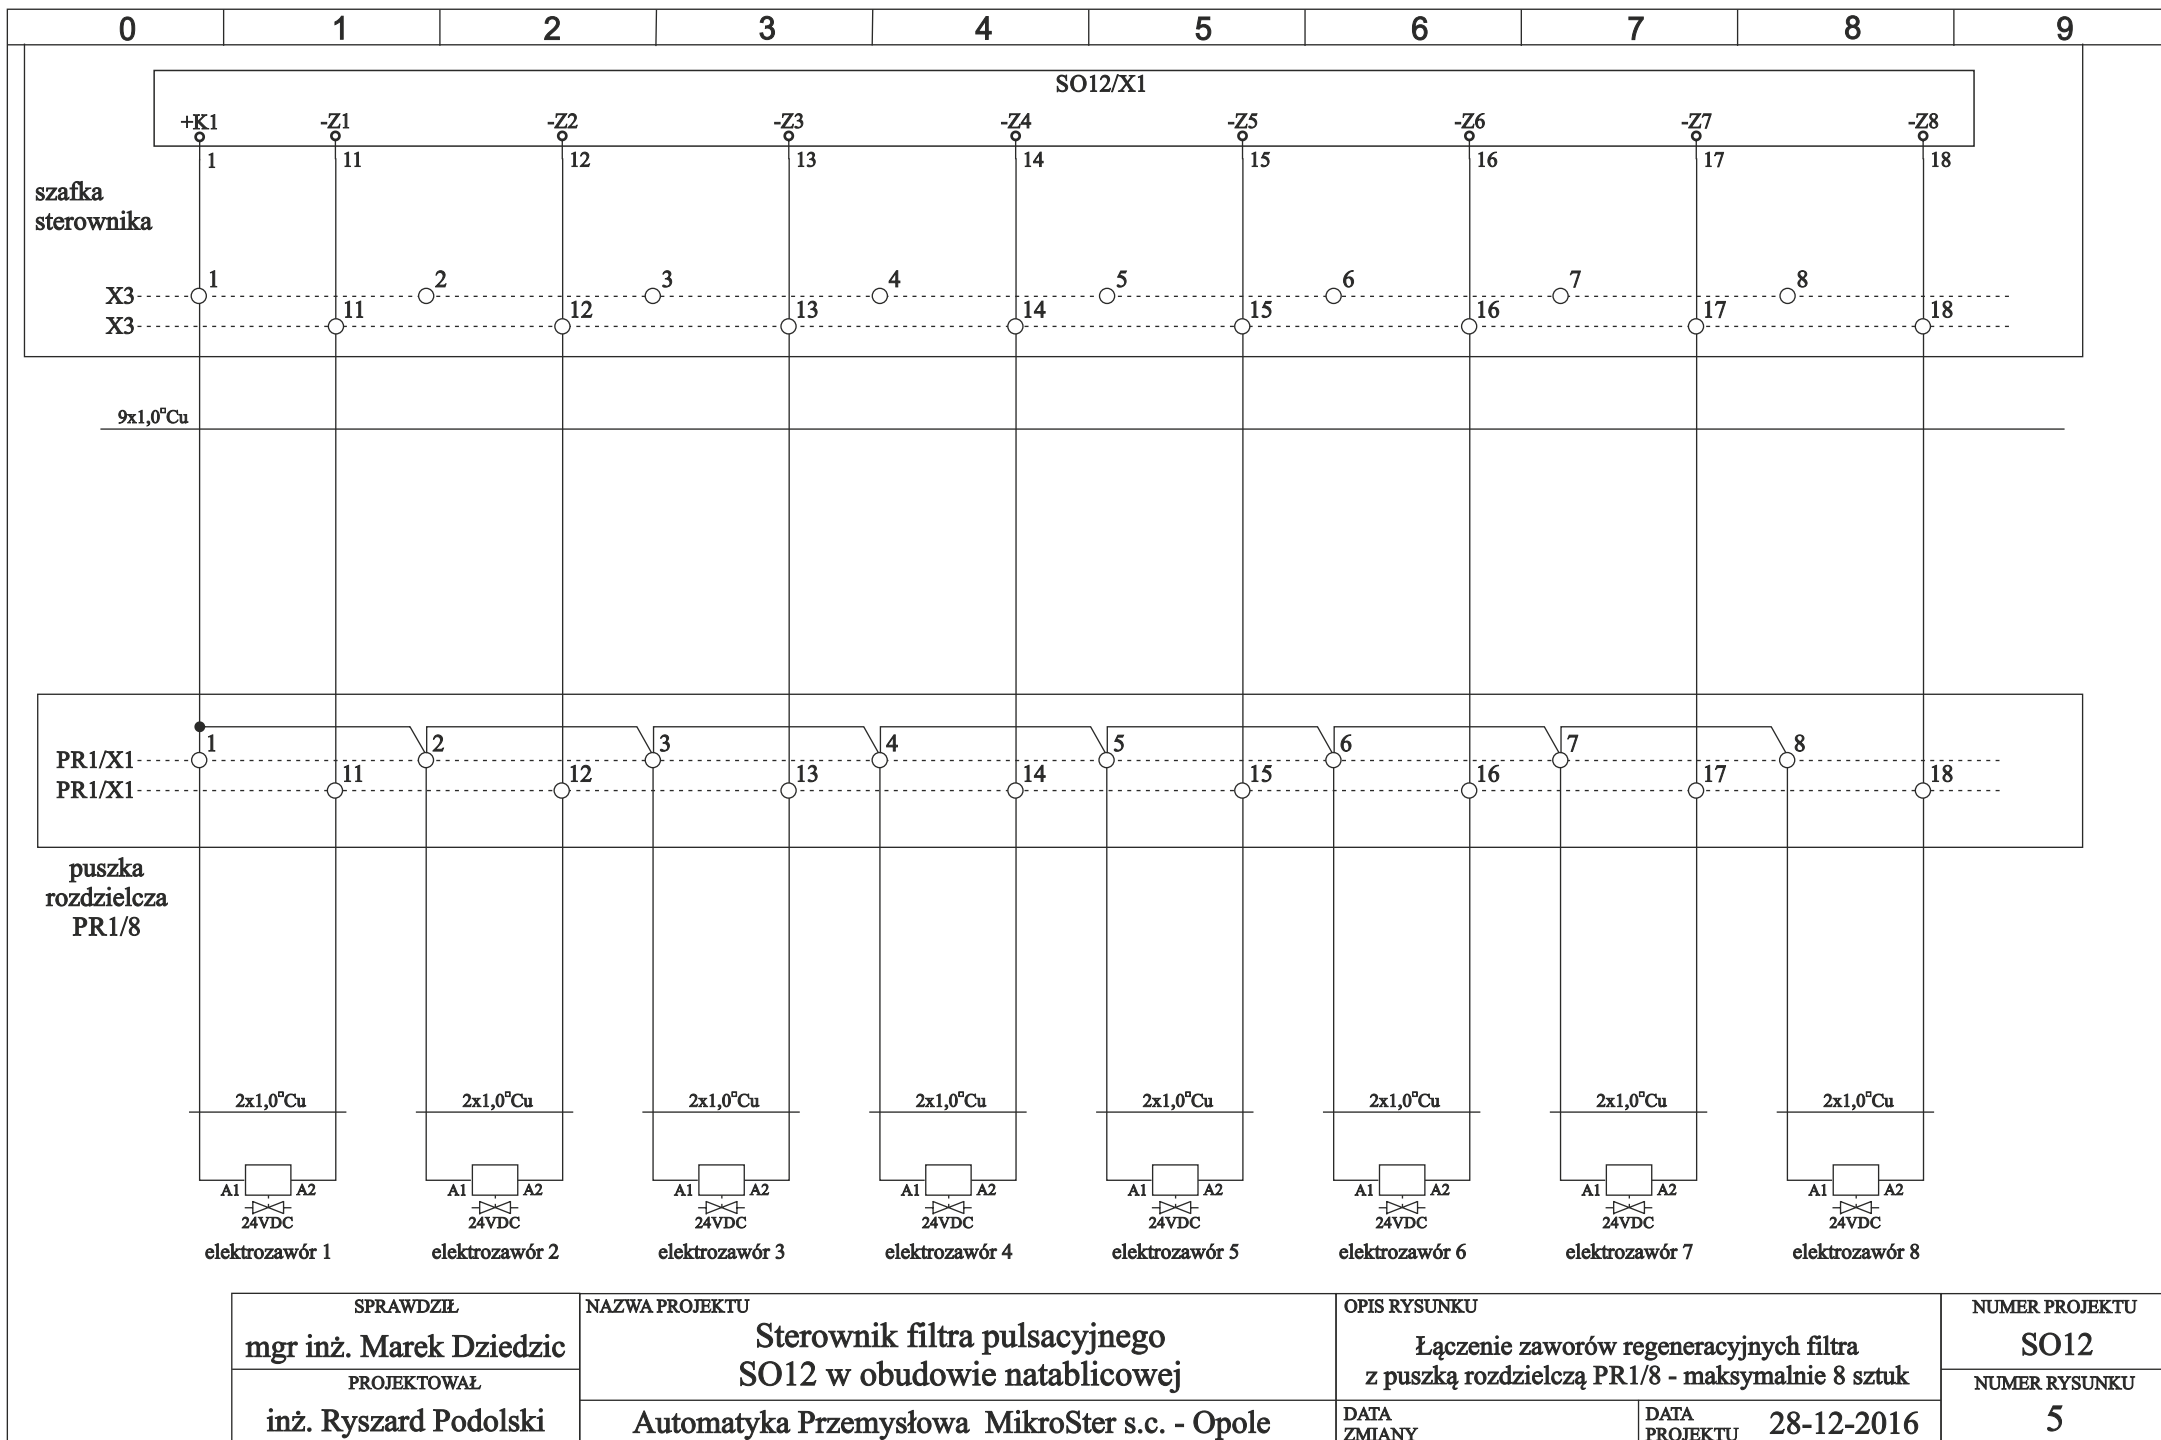 0 1 2 3 4 5 6 7 8 9
SO12/X1
+K1 -Z1 -Z2 -Z3 -Z4 -Z5 -Z6 -Z7 -Z8
1 11 12 13 14 15 16 17 18
szafka
sterownika
1 2 3 4 5 6 7 8
X3
11 12 13 14 15 16 17 18
X3
9x1,0□Cu
1 2 3 4 5 6 7 8
PR1/X1
11 12 13 14 15 16 17 18
PR1/X1
puszka
rozdzielcza
PR1/8
2x1,0□Cu 2x1,0□Cu 2x1,0□Cu 2x1,0□Cu 2x1,0□Cu 2x1,0□Cu 2x1,0□Cu 2x1,0□Cu
A1 A2 A1 A2 A1 A2 A1 A2 A1 A2 A1 A2 A1 A2 A1 A2
24VDC 24VDC 24VDC 24VDC 24VDC 24VDC 24VDC 24VDC
elektrozawór 1 elektrozawór 2 elektrozawór 3 elektrozawór 4 elektrozawór 5 elektrozawór 6 elektrozawór 7 elektrozawór 8
SPRAWDZIŁ
mgr inż. Marek Dziedzic
PROJEKTOWAŁ
inż. Ryszard Podolski
NAZWA PROJEKTU
Sterownik filtra pulsacyjnego
SO12 w obudowie natablicowej
Automatyka Przemysłowa MikroSter s.c. - Opole
OPIS RYSUNKU
Łączenie zaworów regeneracyjnych filtra
z puszką rozdzielczą PR1/8 - maksymalnie 8 sztuk
DATA
ZMIANY
DATA
PROJEKTU
28-12-2016
NUMER PROJEKTU
SO12
NUMER RYSUNKU
5